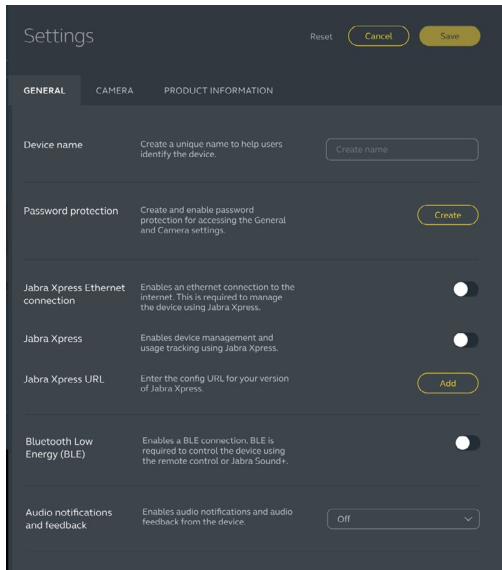 Settings
Reset
Cancel
Save
GENERAL
CAMERA
PRODUCT INFORMATION
Device name
Create a unique name to help users
identify the device.
Create name
Password protection
Create and enable password
protection for accessing the General
and Camera settings.
Create
Jabra Xpress Ethernet
connection
Enables an ethernet connection to the
internet. This is required to manage
the device using Jabra Xpress.
Jabra Xpress
Enables device management and
usage tracking using Jabra Xpress.
Jabra Xpress URL
Enter the config URL for your version
of Jabra Xpress.
Add
Bluetooth Low
Energy (BLE)
Enables a BLE connection. BLE is
required to control the device using
the remote control or Jabra Sound+.
Audio notifications
and feedback
Enables audio notifications and audio
feedback from the device.
Off